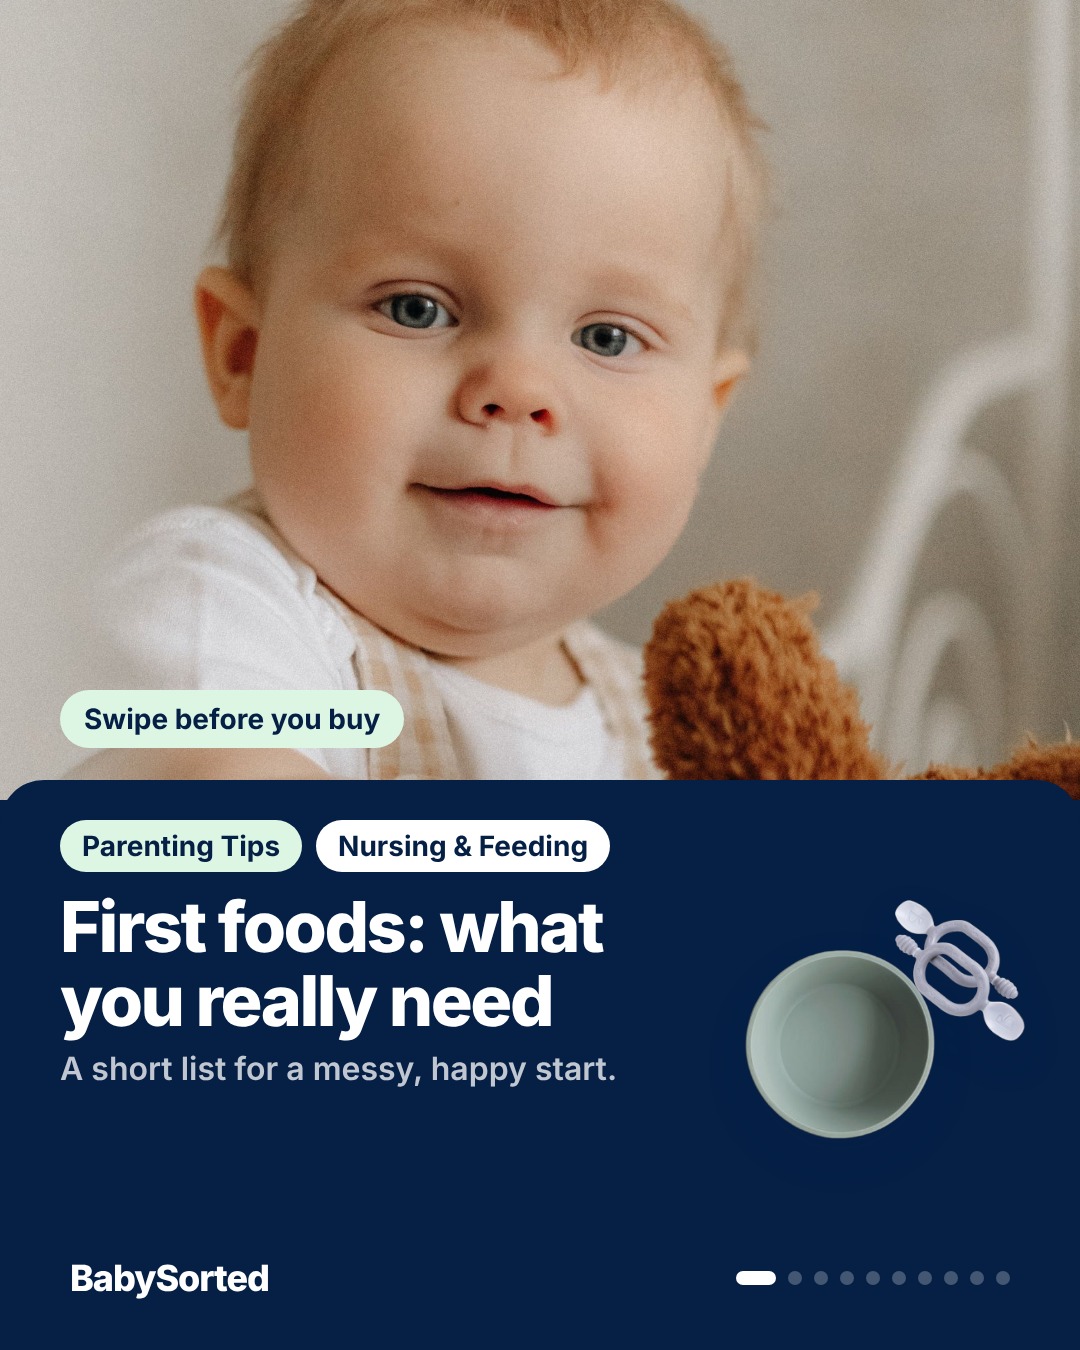 Swipe before you buy
Parenting Tips
Nursing & Feeding
First foods: what
you really need
A short list for a messy, happy start.
BabySorted